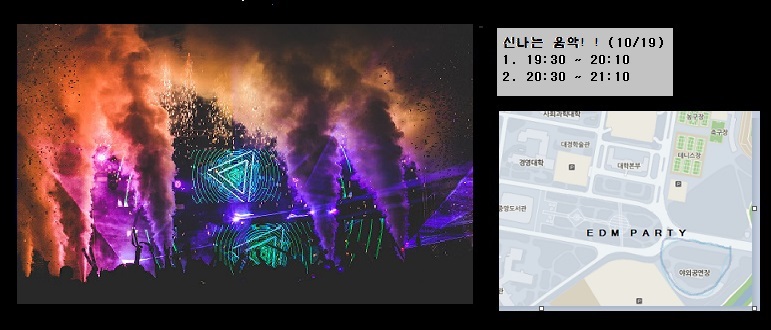 신나는 음악! ! (10/19)
1. 19:30 ~ 20:10
2. 20:30 ~ 21:10
사회과학대학
농구장
족구장
대경학술관
테니스장
경영대학
P
대학본부
P
중앙도서관
EDM PARTY
야외공연장
P